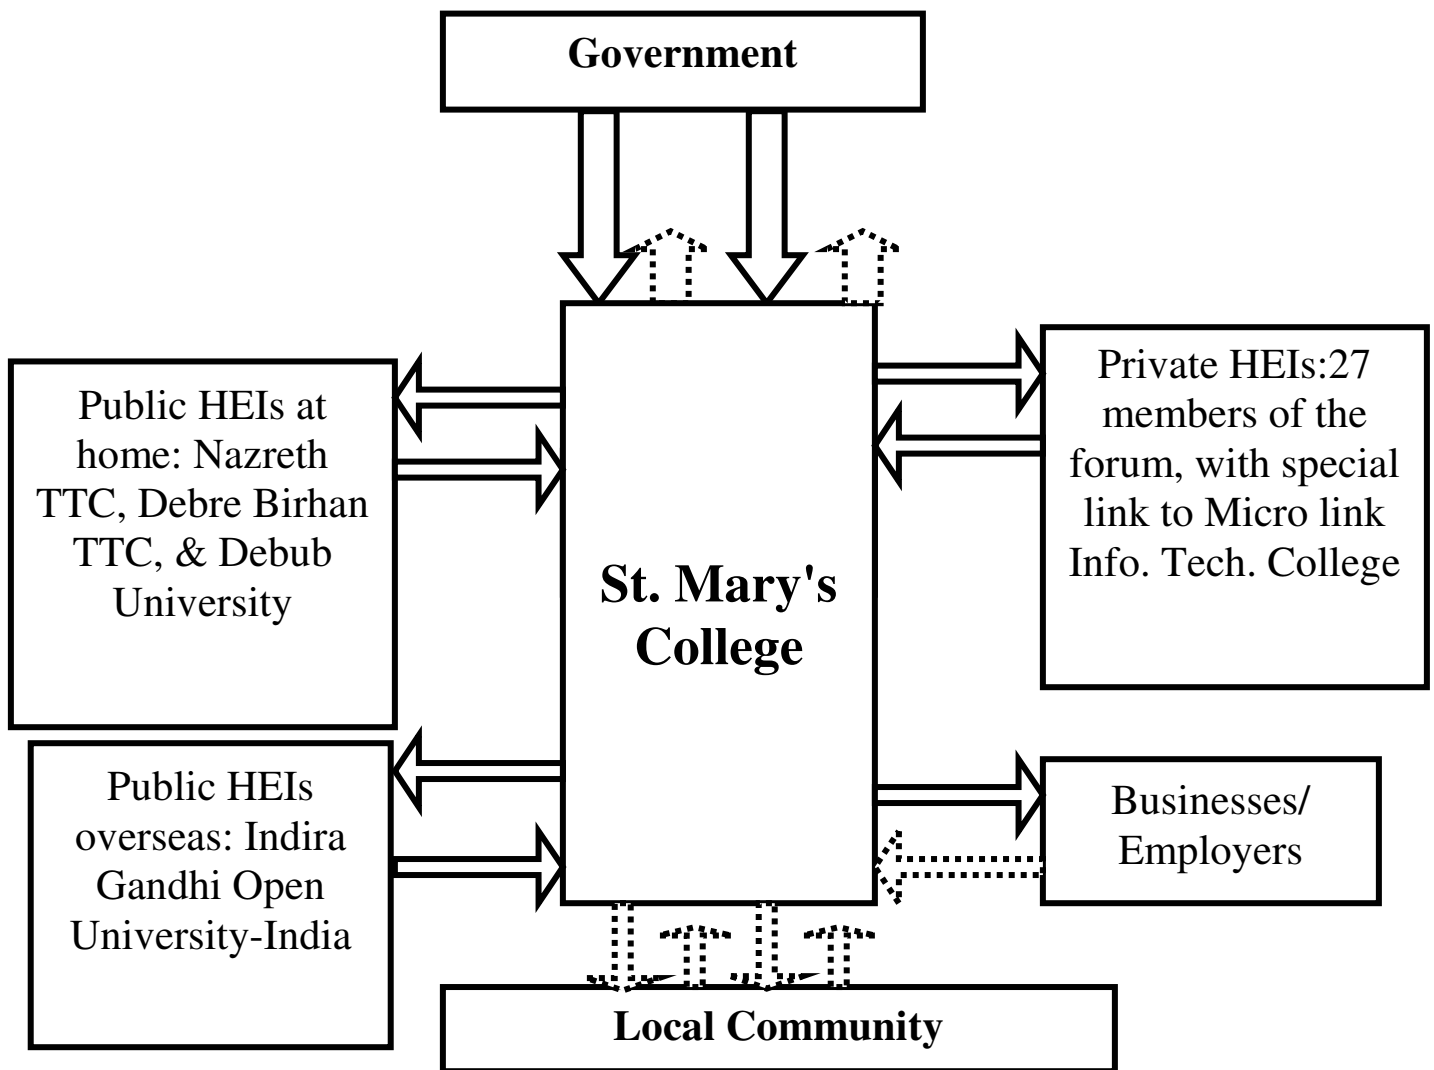 Government
Public HEIs at
home: Nazreth
TTC, Debre Birhan
TTC, & Debub
University
Private HEIs:27
members of the
forum, with special
link to Micro link
Info. Tech. College
St. Mary's
College
Public HEIs
overseas: Indira
Gandhi Open
University-India
Businesses/
Employers
Local Community